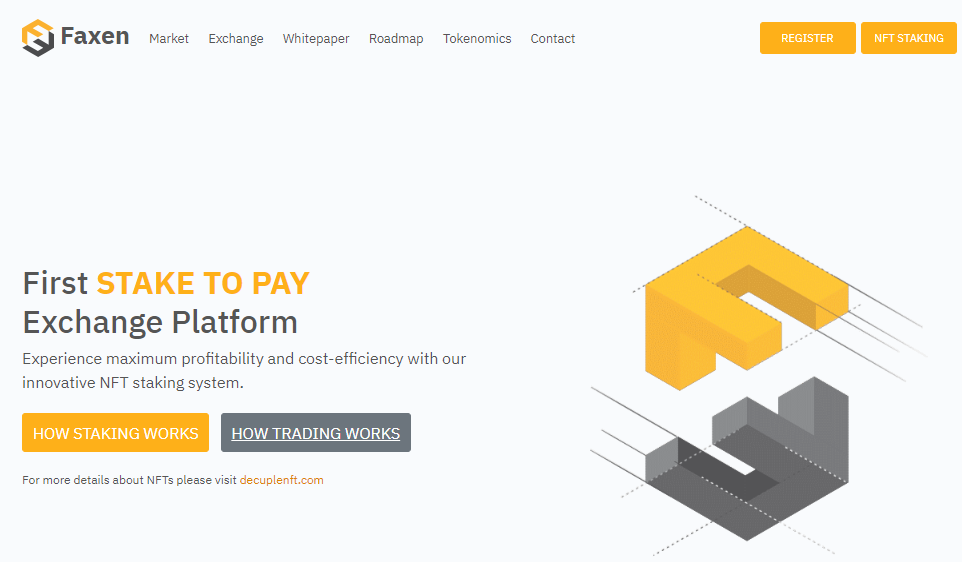 Faxen
Market Exchange Whitepaper Roadmap Tokenomics Contact
REGISTER
NFT STAKING
First STAKE TO PAY
Exchange Platform
Experience maximum profitability and cost-efficiency with our
innovative NFT staking system.
HOW STAKING WORKS
HOW TRADING WORKS
For more details about NFTs please visit decuplenft.com